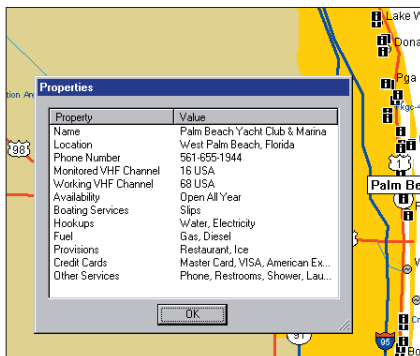 Lake W
Dona
Pga
tion Are
Properties
Property Value
Name Palm Beach Yacht Club & Marina
Location West Palm Beach, Florida
Phone Number 561-655-1944
Monitored VHF Channel 16 USA
Working VHF Channel 68 USA
Availability Open All Year
Boating Services Slips
Hookups Water, Electricity
Fuel Gas, Diesel
Provisions Restaurant, Ice
Credit Cards Master Card, VISA, American Ex...
Other Services Phone, Restrooms, Shower, Lau...
OK
98
1
Palm Be
91
95
Bo